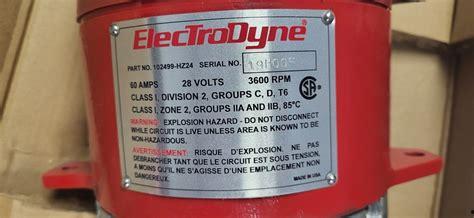 ElecTroDyne®
PART NO. 102499-HZ24 SERIAL NO.
60 AMPS 28 VOLTS 3600 RPM
CLASS I, DIVISION 2, GROUPS C, D, T6
CLASS I, ZONE 2, GROUPS IIA AND IIB, 85°C
WARNING: EXPLOSION HAZARD - DO NOT DISCONNECT
WHILE CIRCUIT IS LIVE UNLESS AREA IS KNOWN TO BE
NON-HAZARDOUS.
AVERTISSEMENT: RISQUE D'EXPLOSION. NE PAS
DEBRANCHER TANT QUE LE CIRCUIT EST SOUS TENSION,
A MOINS QU'IL NE S'AGISSE D'UNE EMPLACEMENT NON
DANGEREUX.
MADE IN USA